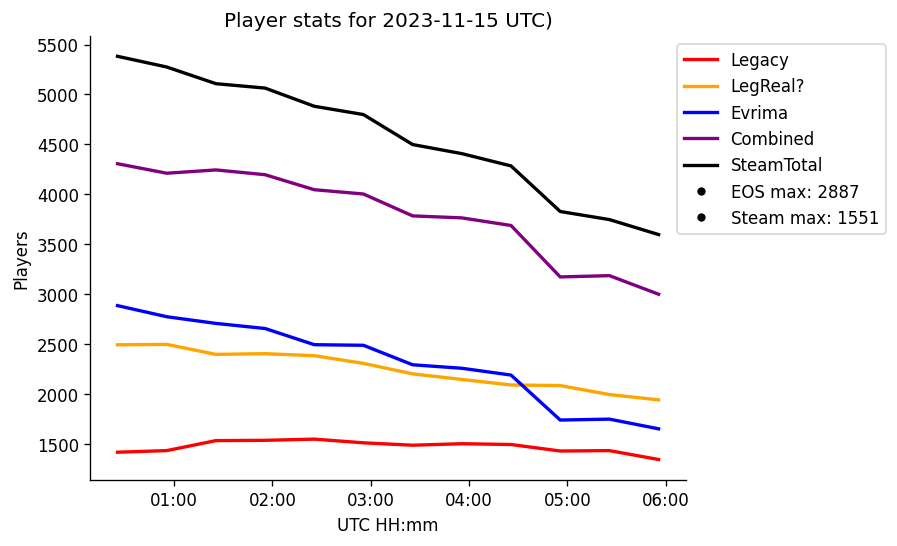 Player stats for 2023-11-15 UTC)
Legacy
LegReal?
Evrima
Combined
SteamTotal
EOS max: 2887
Steam max: 1551
Players
5500
5000
4500
4000
3500
3000
2500
2000
1500
01:00 02:00 03:00 04:00 05:00 06:00
UTC HH:mm